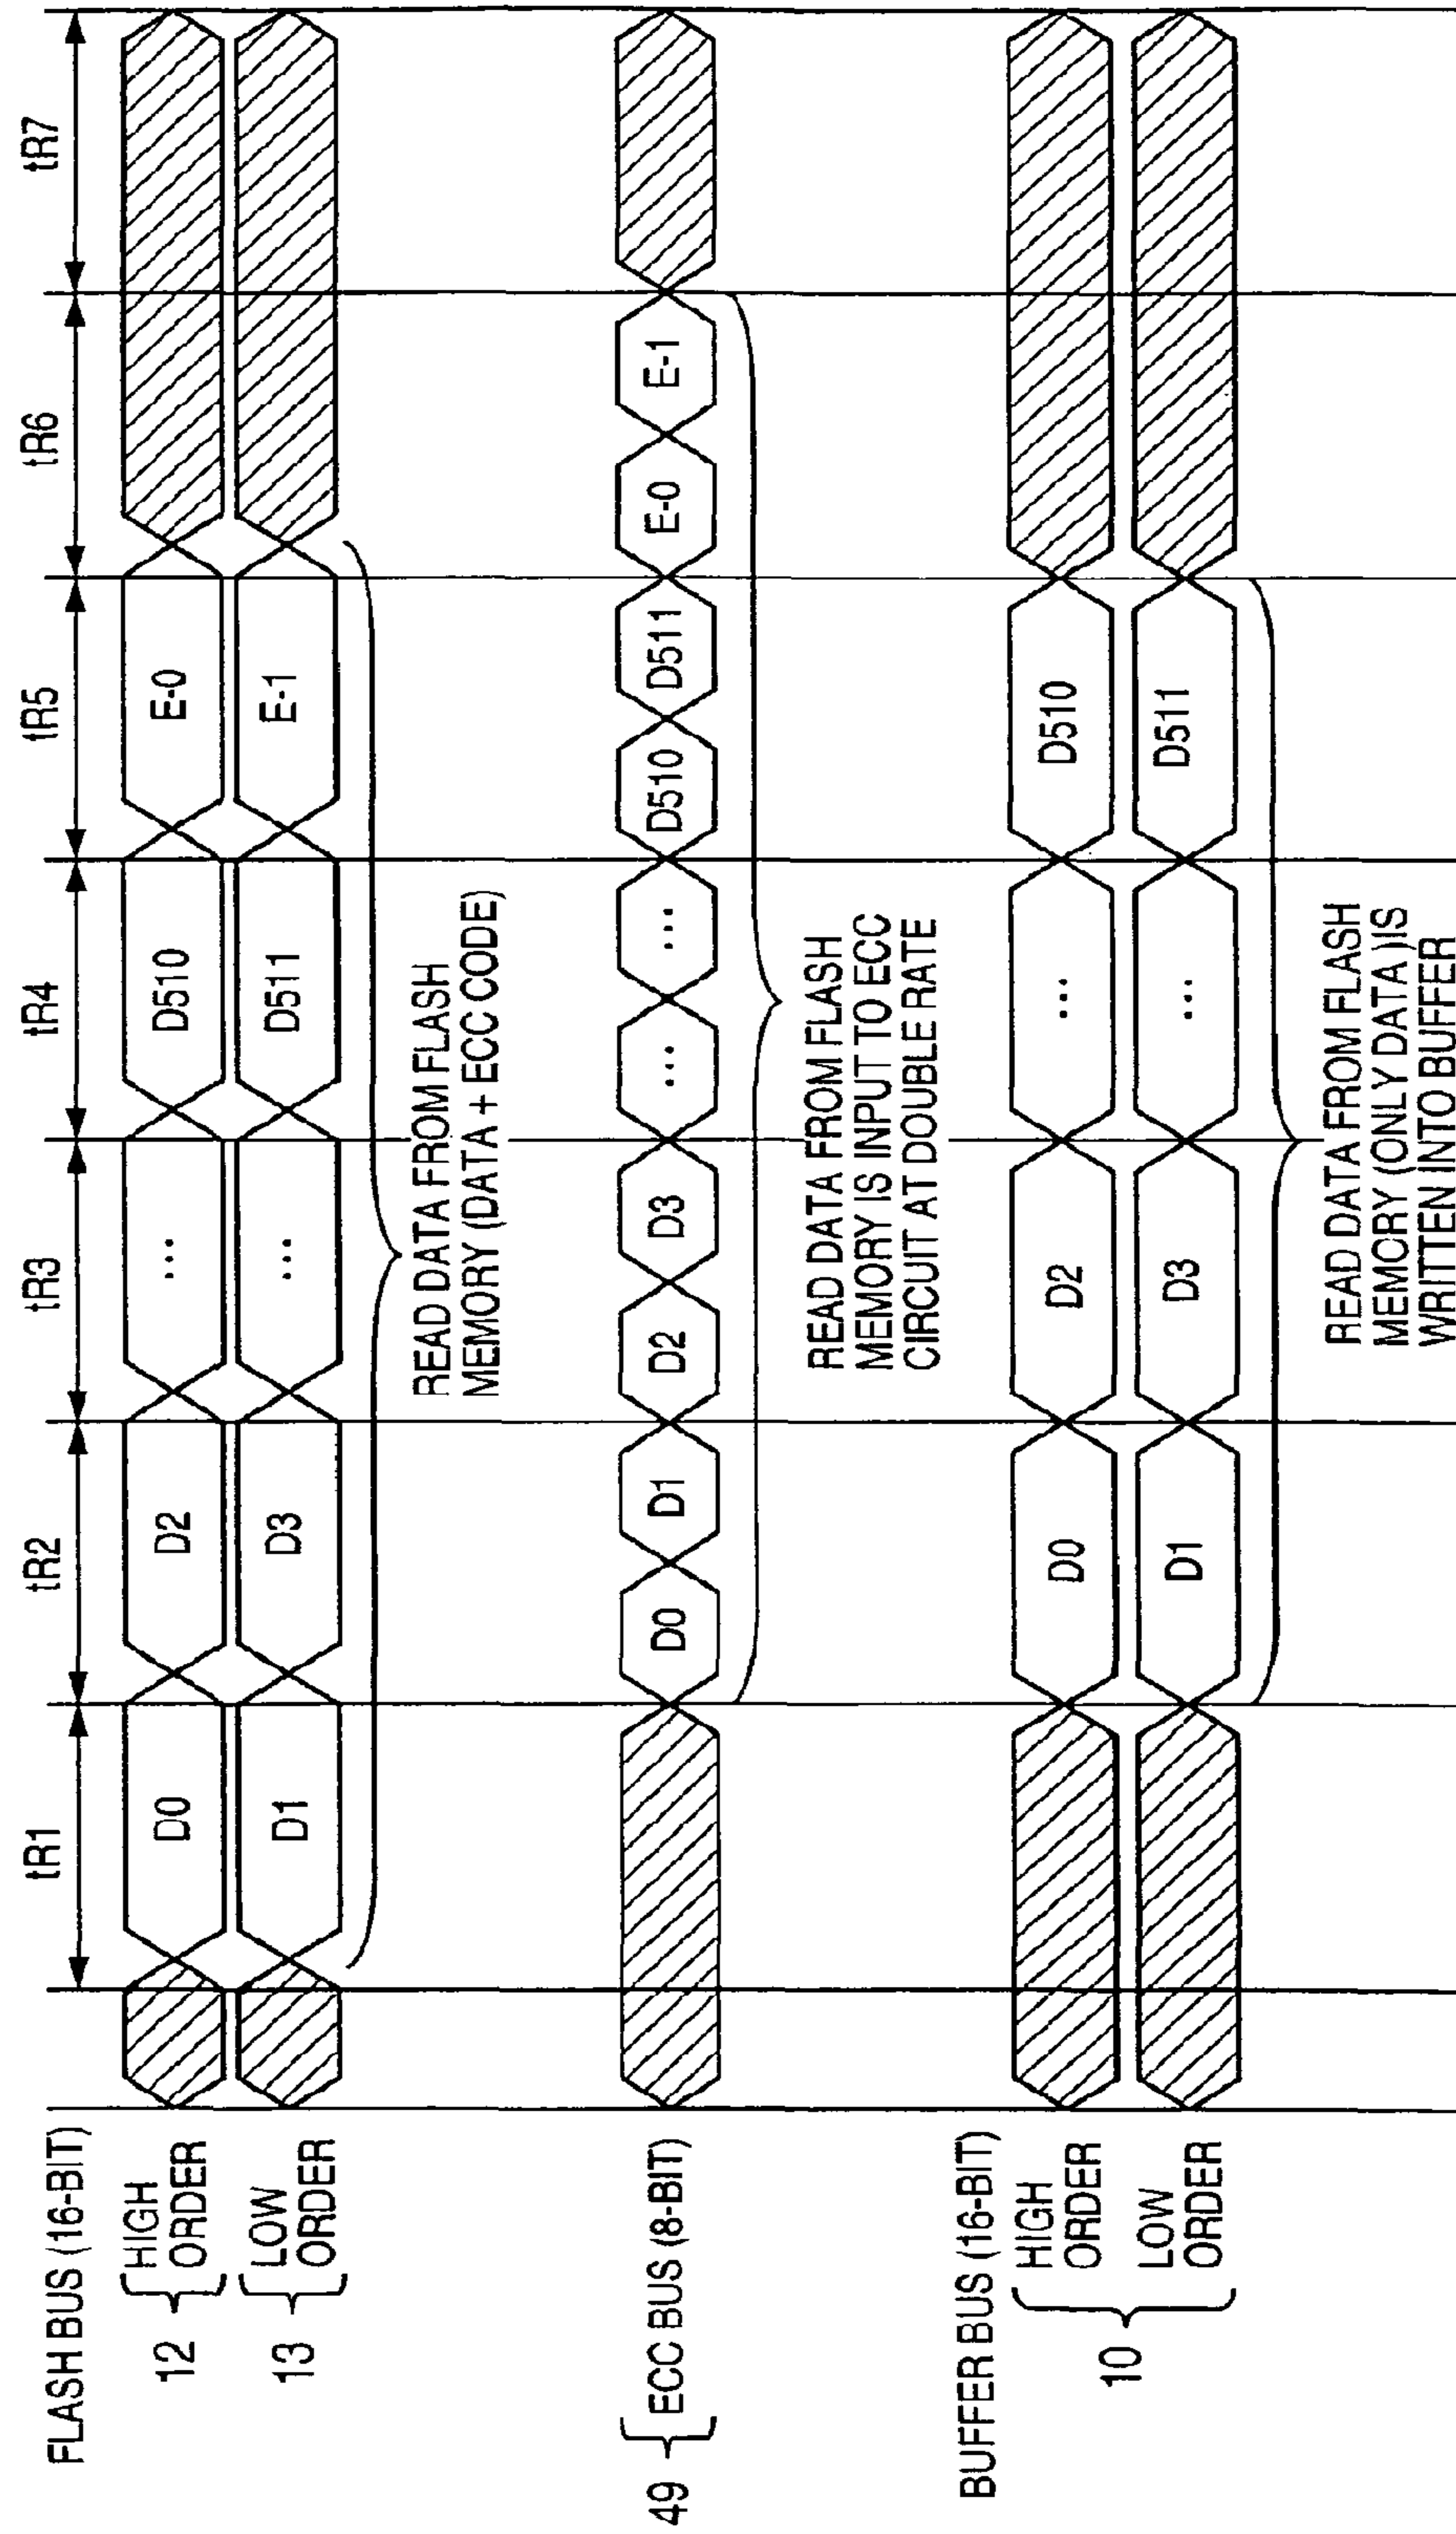 tR1 tR2 tR3 tR4 tR5 tR6 tR7
FLASH BUS (16-BIT)
12
HIGH
ORDER
D0 D2 ... D510 E-0
13
LOW
ORDER
D1 D3 ... D511 E-1
READ DATA FROM FLASH
MEMORY (DATA + ECC CODE)
49 ECC BUS (8-BIT)
D0 D1 D2 D3 ... ... D510 D511 E-0 E-1
READ DATA FROM FLASH
MEMORY IS INPUT TO ECC
CIRCUIT AT DOUBLE RATE
BUFFER BUS (16-BIT)
10
HIGH
ORDER
D0 D2 ... D510
LOW
ORDER
D1 D3 ... D511
READ DATA FROM FLASH
MEMORY (ONLY DATA )IS
WRITTEN INTO BUFFER